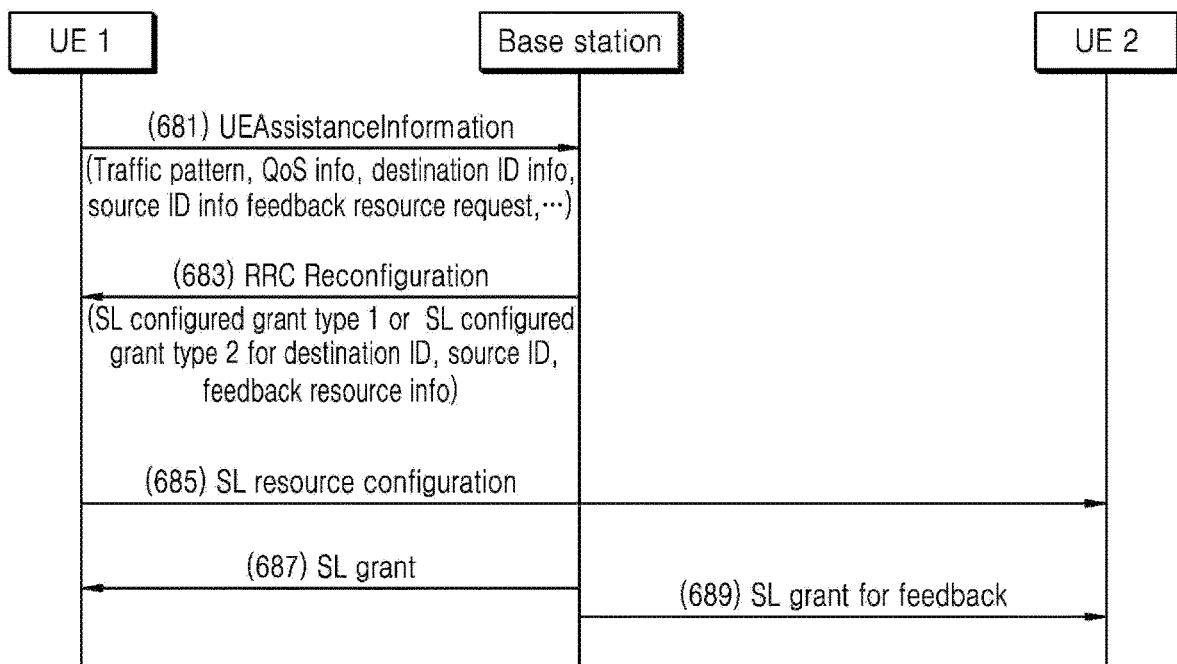 UE 1
Base station
UE 2
(681) UEAssistanceInformation
(Traffic pattern, QoS info, destination ID info,
source ID info feedback resource request,···)
(683) RRC Reconfiguration
(SL configured grant type 1 or SL configured
grant type 2 for destination ID, source ID,
feedback resource info)
(685) SL resource configuration
(687) SL grant
(689) SL grant for feedback